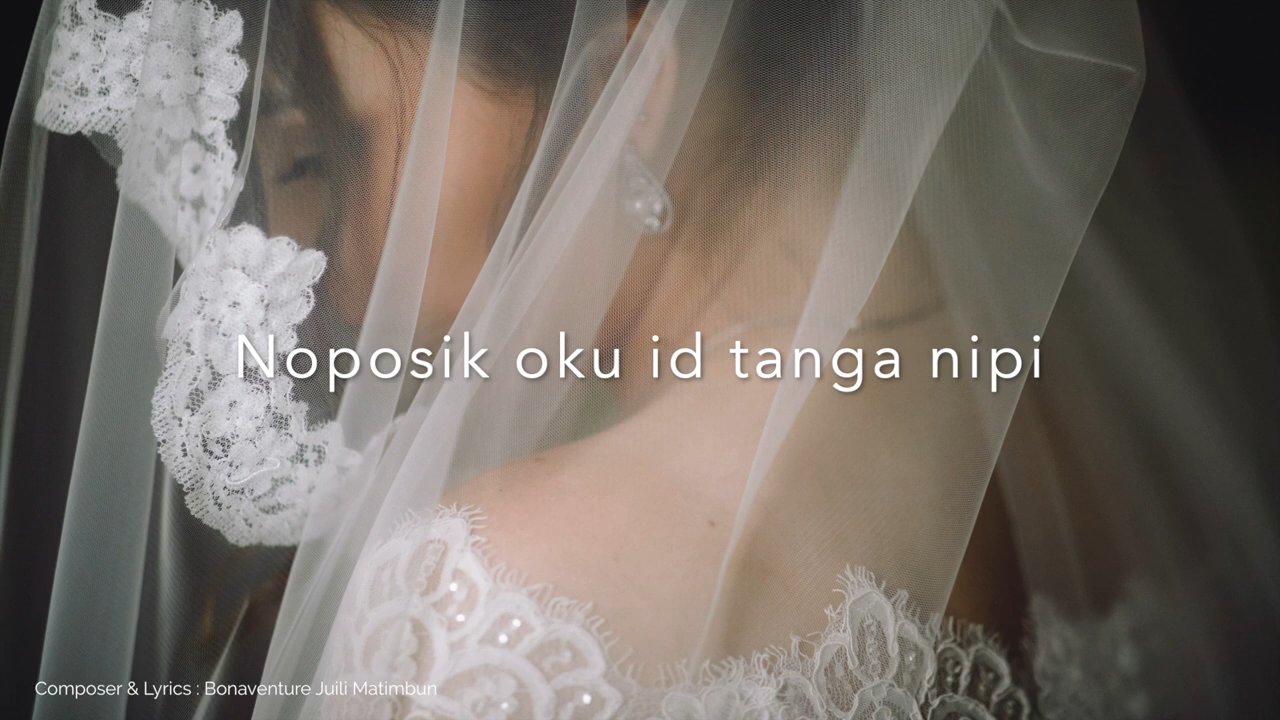 Noposik oku id tanga nipi
Composer & Lyrics : Bonaventure Juili Matimbun